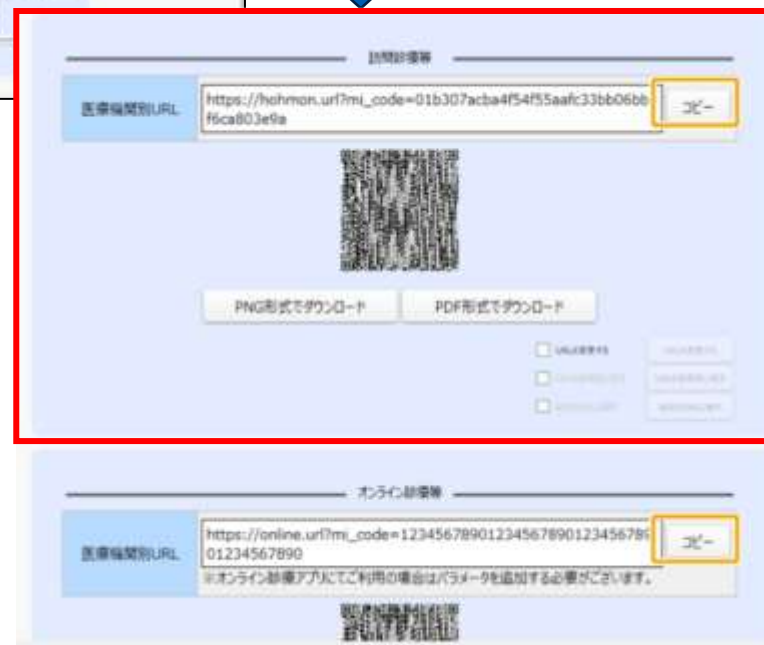 訪問診療等
医療機関別URL
https://hohmon.url?mi_code=01b307acba4f54f55aafc33bb06bb
f6ca803e9a
コピー
PNG形式でダウンロード
PDF形式でダウンロード
オンライン診療等
医療機関別URL
https://online.url?mi_code=123456789012345678901234567890
01234567890
コピー
※オンライン診療アプリにてご利用の場合はパラメータを追加する必要がございます。